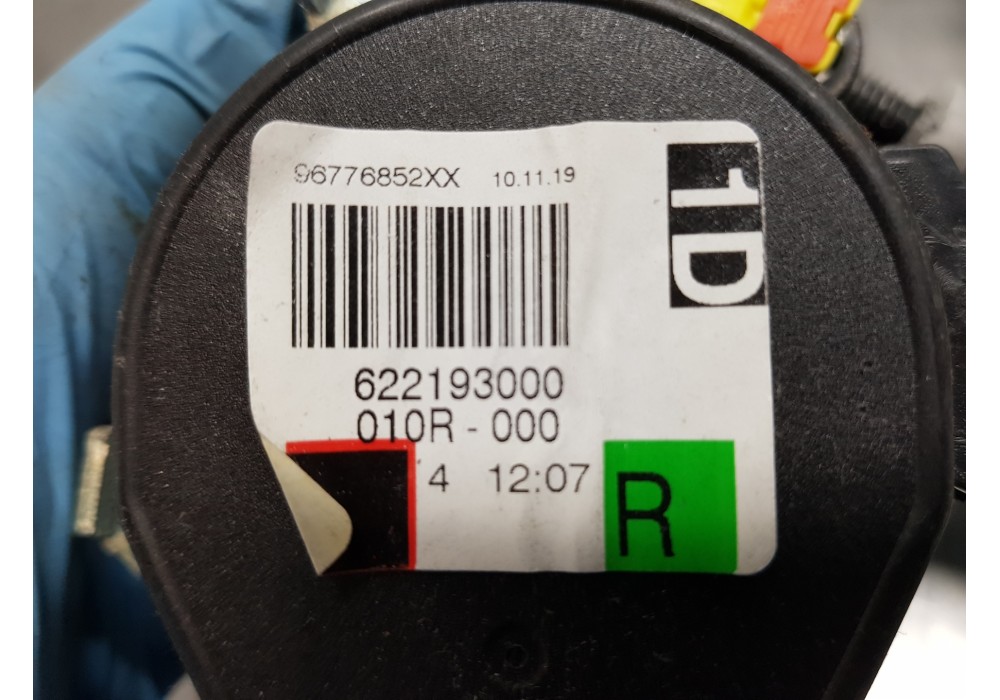 96776852XX 10.11.19
1D
622193000
010R - 000
4 12:07
R